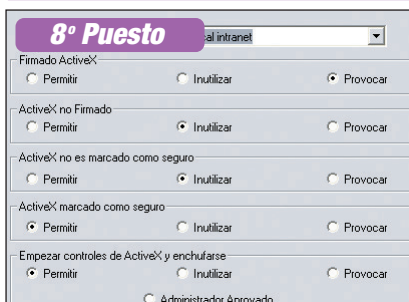 8º Puesto
cal intranet
Firmado ActiveX
Permitir Inutilizar Provocar
ActiveX no Firmado
Permitir Inutilizar Provocar
ActiveX no es marcado como seguro
Permitir Inutilizar Provocar
ActiveX marcado como seguro
Permitir Inutilizar Provocar
Empezar controles de ActiveX y enchufarse
Permitir Inutilizar Provocar
Administrador Aprovado